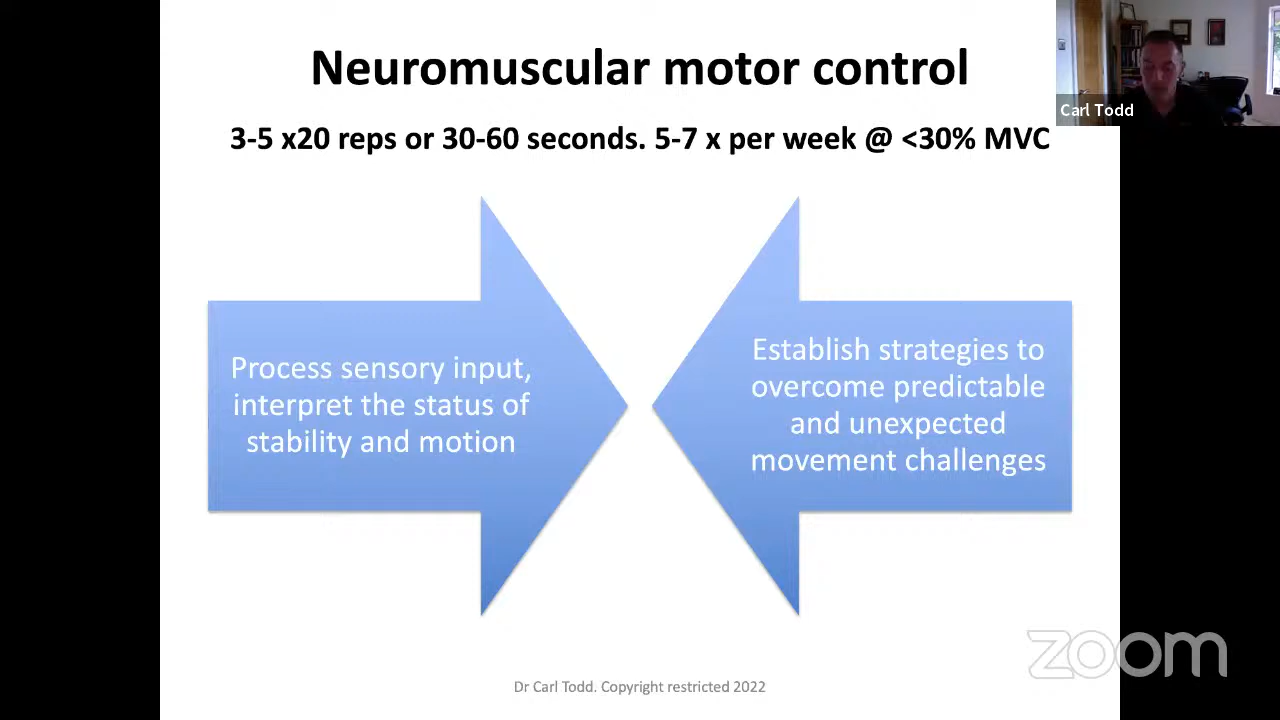 Neuromuscular motor control
Carl Todd
3-5 x20 reps or 30-60 seconds. 5-7 x per week @ <30% MVC
Process sensory input,
interpret the status of
stability and motion
Establish strategies to
overcome predictable
and unexpected
movement challenges
zoom
Dr Carl Todd. Copyright restricted 2022